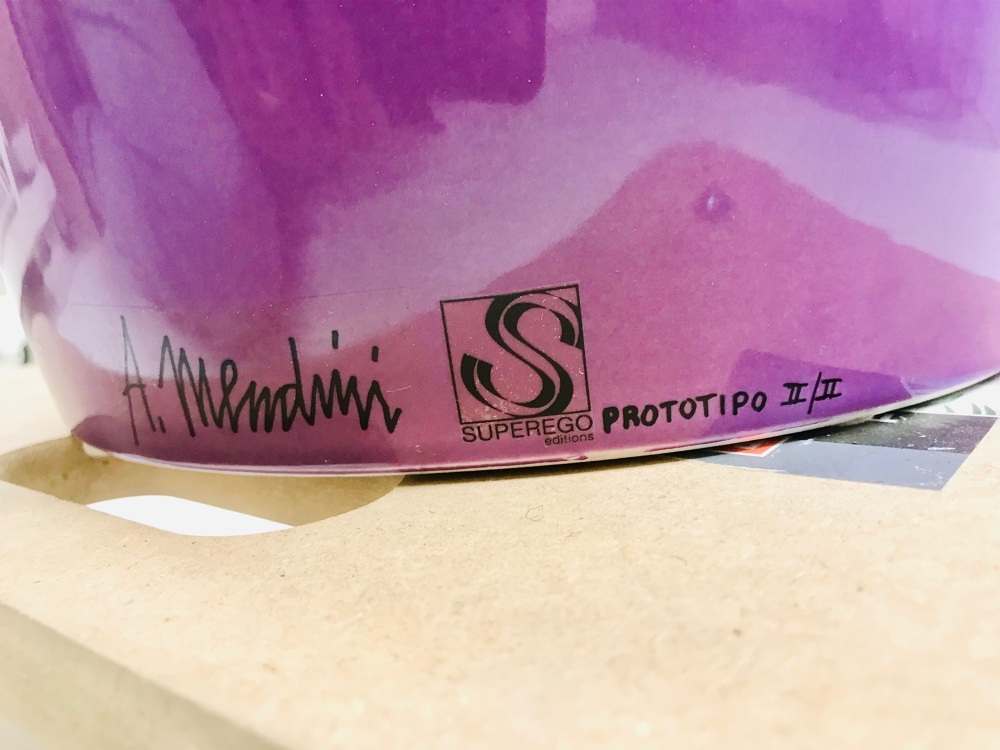 A. Mendini
SUPEREGO
editions
PROTOTIPO II/II